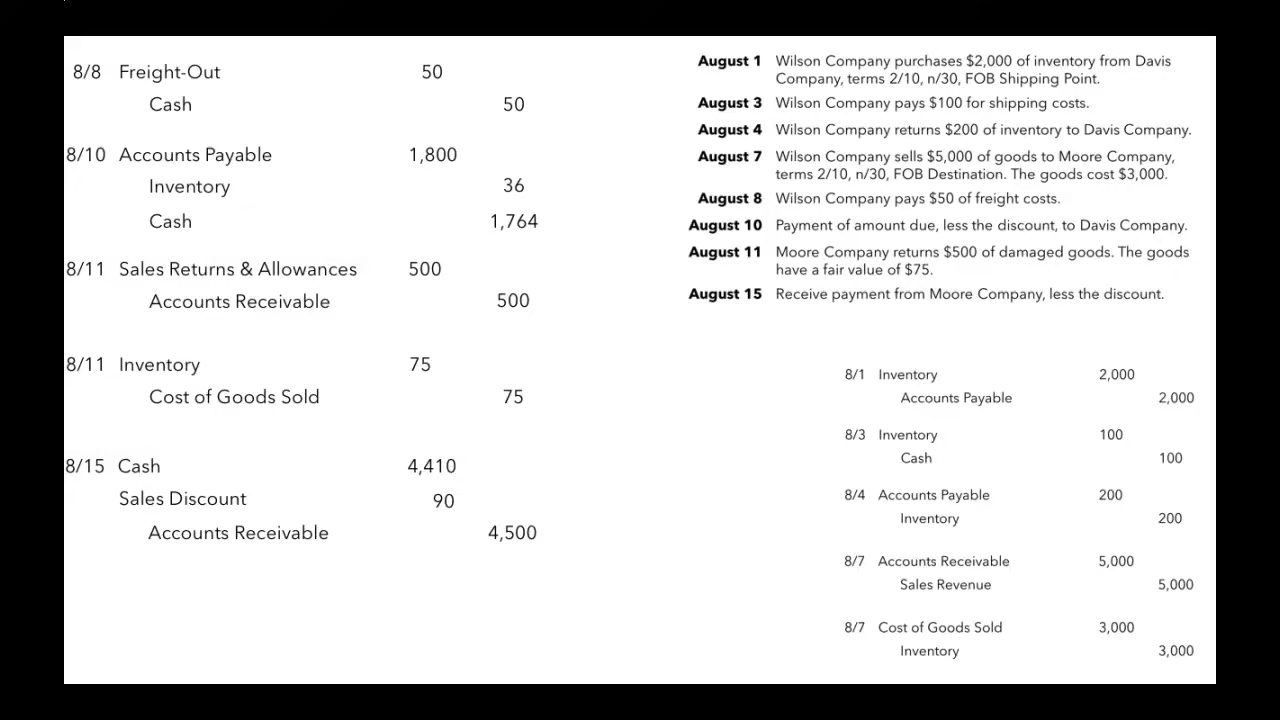 8/8 Freight-Out 50
Cash 50
8/10 Accounts Payable 1,800
Inventory 36
Cash 1,764
8/11 Sales Returns & Allowances 500
Accounts Receivable 500
8/11 Inventory 75
Cost of Goods Sold 75
8/15 Cash 4,410
Sales Discount 90
Accounts Receivable 4,500
August 1 Wilson Company purchases $2,000 of inventory from Davis
Company, terms 2/10, n/30, FOB Shipping Point.
August 3 Wilson Company pays $100 for shipping costs.
August 4 Wilson Company returns $200 of inventory to Davis Company.
August 7 Wilson Company sells $5,000 of goods to Moore Company,
terms 2/10, n/30, FOB Destination. The goods cost $3,000.
August 8 Wilson Company pays $50 of freight costs.
August 10 Payment of amount due, less the discount, to Davis Company.
August 11 Moore Company returns $500 of damaged goods. The goods
have a fair value of $75.
August 15 Receive payment from Moore Company, less the discount.
8/1 Inventory 2,000
Accounts Payable 2,000
8/3 Inventory 100
Cash 100
8/4 Accounts Payable 200
Inventory 200
8/7 Accounts Receivable 5,000
Sales Revenue 5,000
8/7 Cost of Goods Sold 3,000
Inventory 3,000